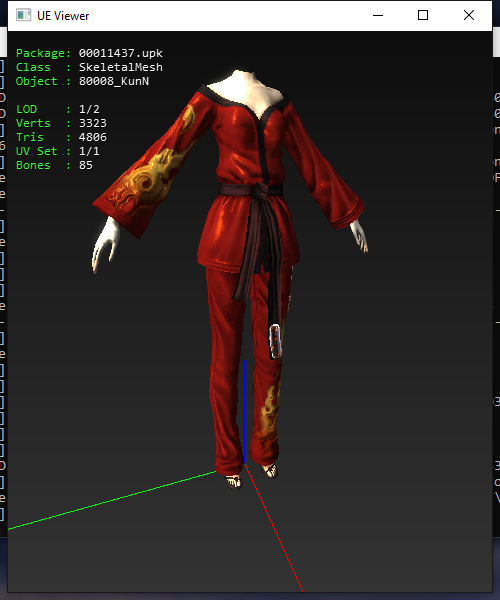 UE Viewer
Package: 00011437.upk
Class : SkeletalMesh
Object : 80008_KunN
LOD : 1/2
Verts : 3323
Tris : 4806
UV Set : 1/1
Bones : 85